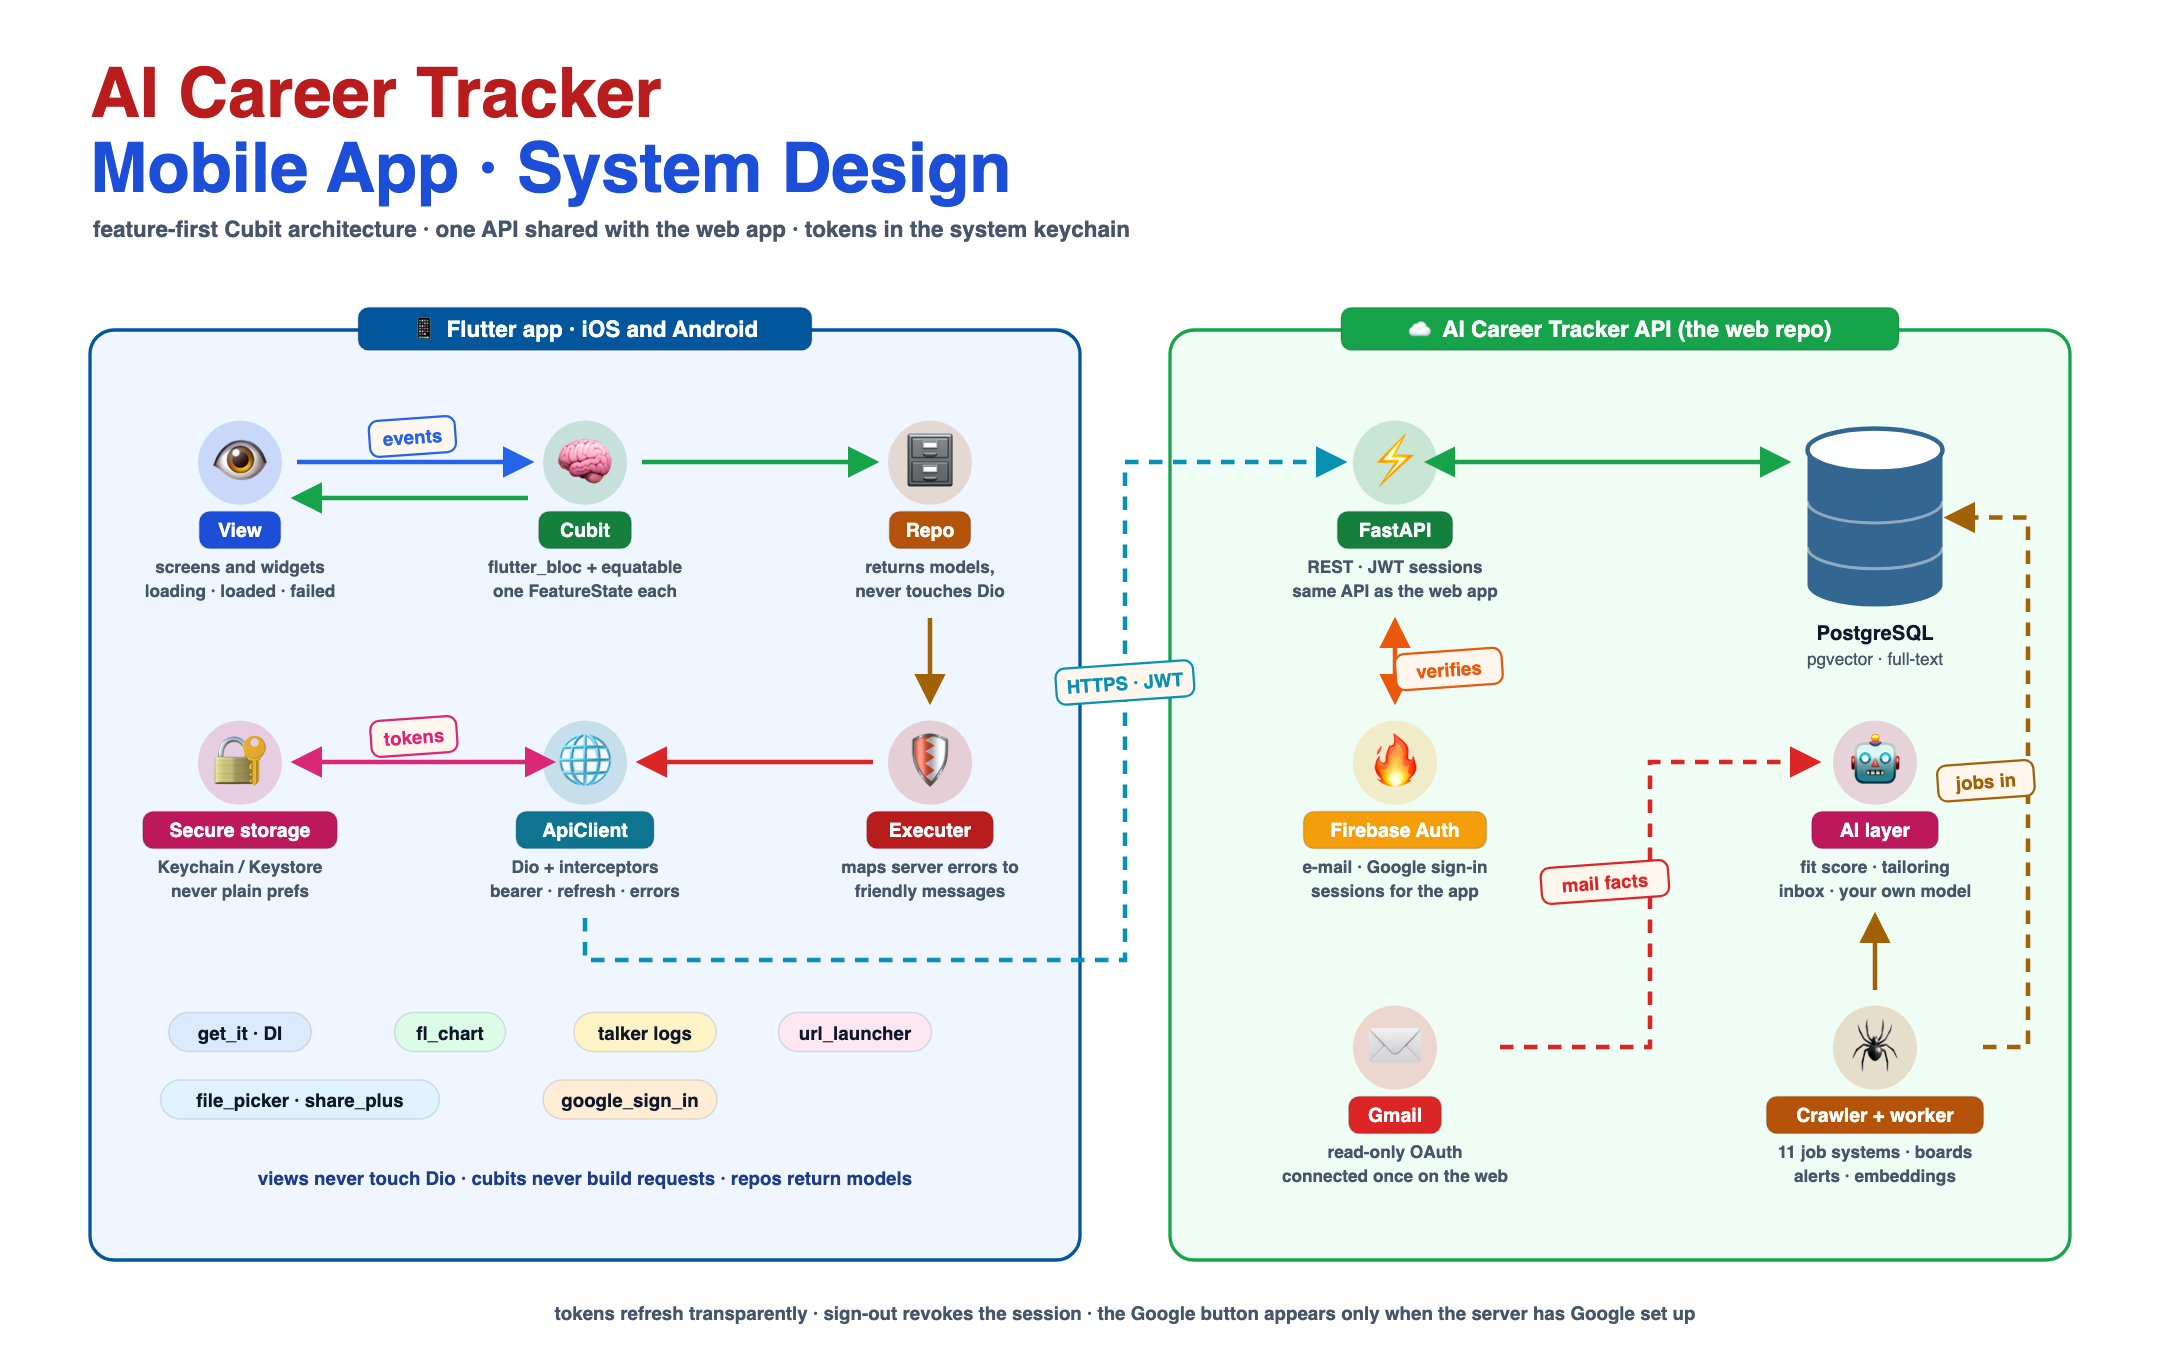 AI Career Tracker
Mobile App · System Design
feature-first Cubit architecture · one API shared with the web app · tokens in the system keychain
Flutter app · iOS and Android
events
View
screens and widgets
loading · loaded · failed
Cubit
flutter_bloc + equatable
one FeatureState each
Repo
returns models,
never touches Dio
tokens
Secure storage
Keychain / Keystore
never plain prefs
ApiClient
Dio + interceptors
bearer · refresh · errors
Executer
maps server errors to
friendly messages
get_it · DI
fl_chart
talker logs
url_launcher
file_picker · share_plus
google_sign_in
views never touch Dio · cubits never build requests · repos return models
HTTPS · JWT
AI Career Tracker API (the web repo)
FastAPI
REST · JWT sessions
same API as the web app
PostgreSQL
pgvector · full-text
verifies
Firebase Auth
e-mail · Google sign-in
sessions for the app
mail facts
AI layer
fit score · tailoring
inbox · your own model
jobs in
Gmail
read-only OAuth
connected once on the web
Crawler + worker
11 job systems · boards
alerts · embeddings
tokens refresh transparently · sign-out revokes the session · the Google button appears only when the server has Google set up